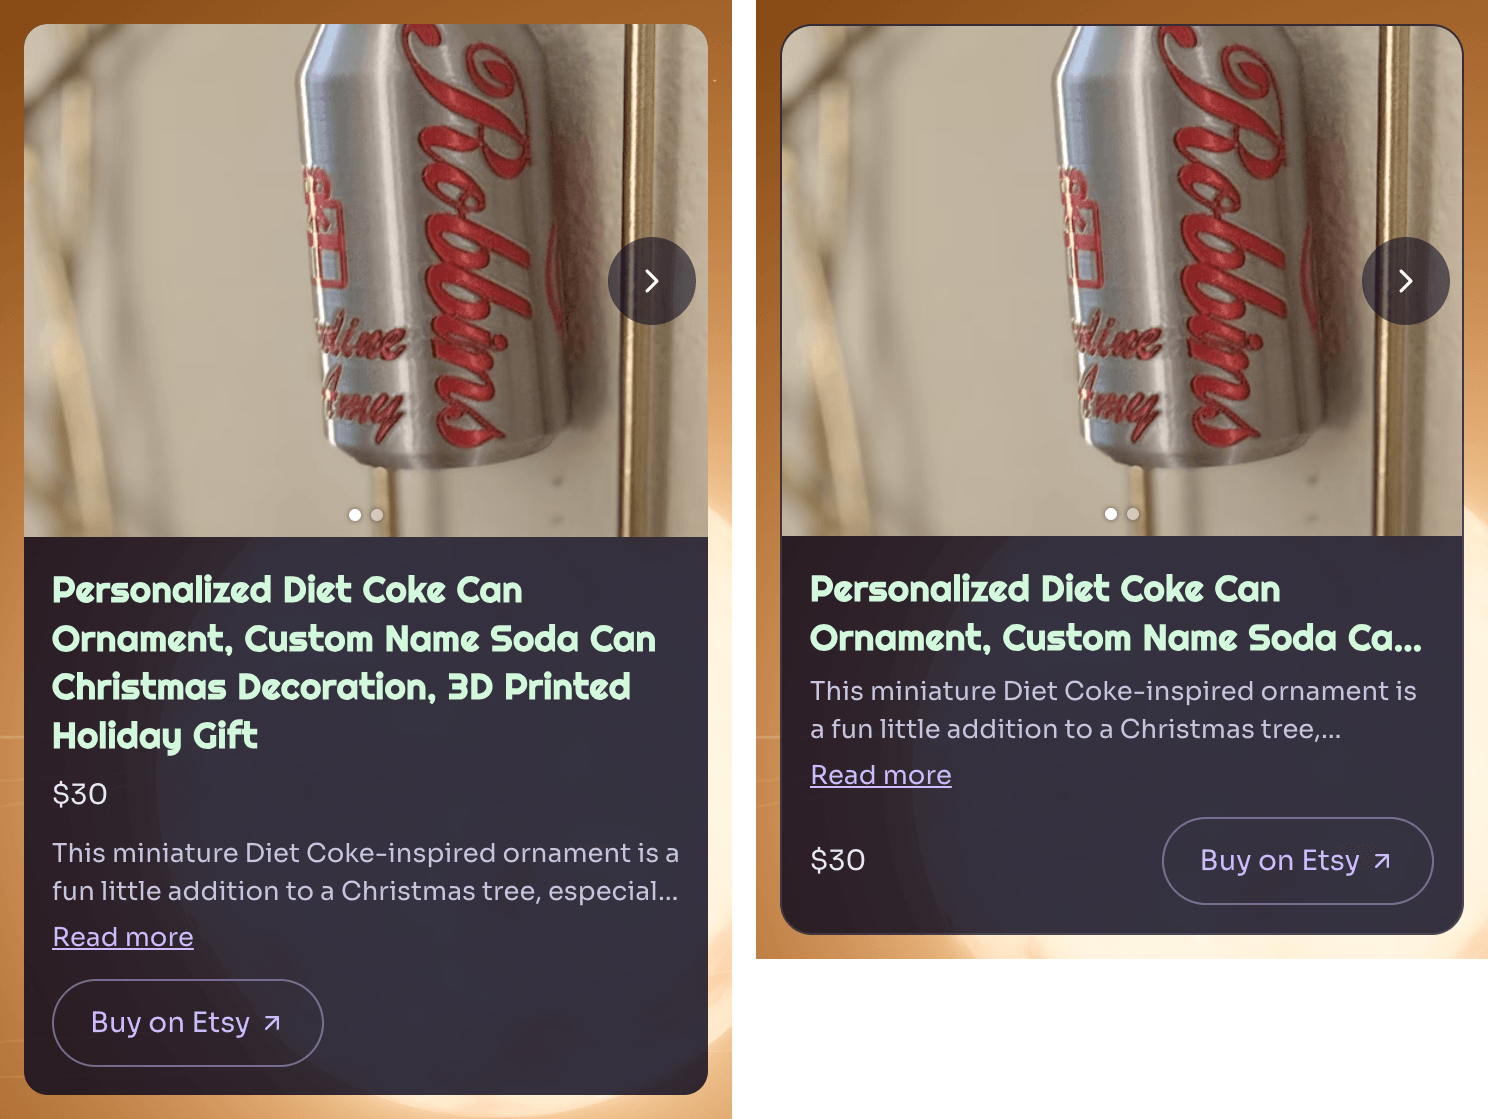 Robbins
Amy
Personalized Diet Coke Can
Ornament, Custom Name Soda Can
Christmas Decoration, 3D Printed
Holiday Gift
$30
This miniature Diet Coke-inspired ornament is a
fun little addition to a Christmas tree, especial...
Read more
Buy on Etsy
Robbins
Amy
Personalized Diet Coke Can
Ornament, Custom Name Soda Ca...
This miniature Diet Coke-inspired ornament is
a fun little addition to a Christmas tree,...
Read more
$30
Buy on Etsy